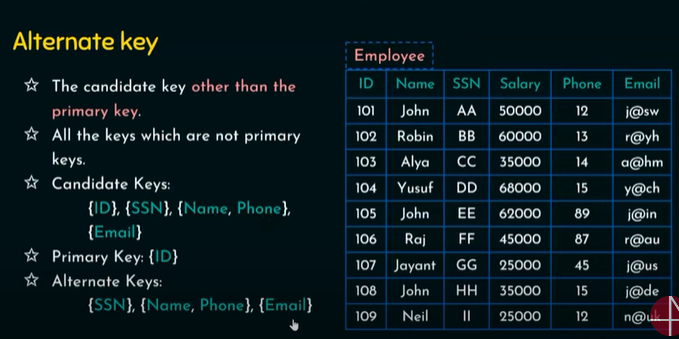 Alternate key
☆ The candidate key other than the
primary key.
☆ All the keys which are not primary
keys.
☆ Candidate Keys:
{ID}, {SSN}, {Name, Phone},
{Email}
☆ Primary Key: {ID}
☆ Alternate Keys:
{SSN}, {Name, Phone}, {Email}
Employee
ID Name SSN Salary Phone Email
101 John AA 50000 12 j@sw
102 Robin BB 60000 13 r@yh
103 Alya CC 35000 14 a@hm
104 Yusuf DD 68000 15 y@ch
105 John EE 62000 89 j@in
106 Raj FF 45000 87 r@au
107 Jayant GG 25000 45 j@us
108 John HH 35000 15 j@de
109 Neil II 25000 12 n@uk